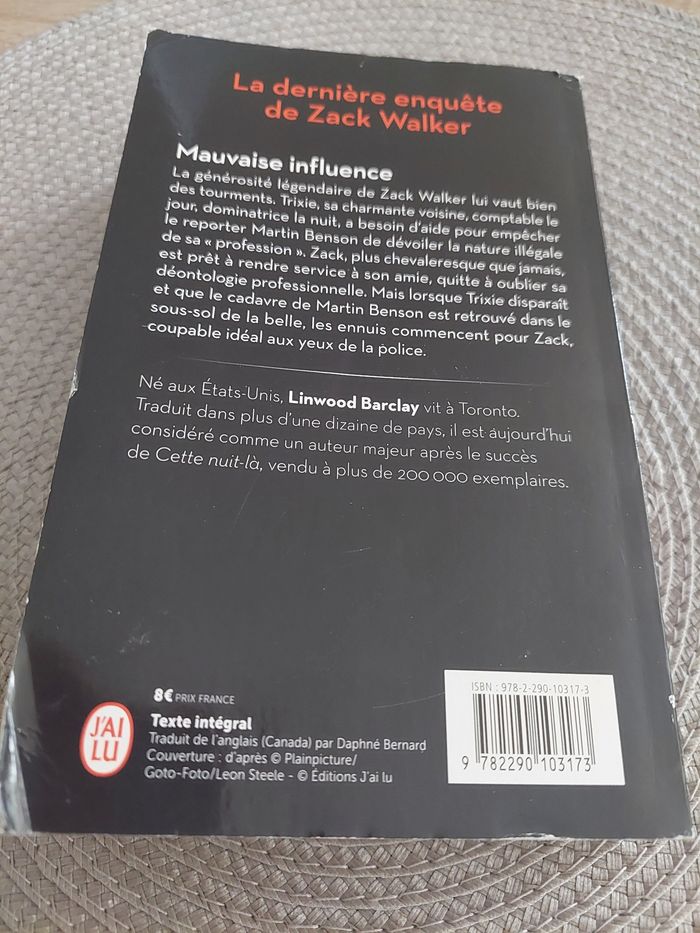 La dernière enquête
de Zack Walker
Mauvaise influence
La générosité légendaire de Zack Walker lui vaut bien
des tourments. Trixie, sa charmante voisine, comptable le
jour, dominatrice la nuit, a besoin d'aide pour empêcher
le reporter Martin Benson de dévoiler la nature illégale
de sa « profession ». Zack, plus chevaleresque que jamais,
est prêt à rendre service à son amie, quitte à oublier sa
déontologie professionnelle. Mais lorsque Trixie disparaît
et que le cadavre de Martin Benson est retrouvé dans le
sous-sol de la belle, les ennuis commencent pour Zack,
coupable idéal aux yeux de la police.
Né aux États-Unis, Linwood Barclay vit à Toronto.
Traduit dans plus d'une dizaine de pays, il est aujourd'hui
considéré comme un auteur majeur après le succès
de Cette nuit-là, vendu à plus de 200 000 exemplaires.
8€ PRIX FRANCE
J'AI
LU
Texte intégral
Traduit de l'anglais (Canada) par Daphné Bernard
Couverture : d'après © Plainpicture/
Goto-Foto/Leon Steele - © Éditions J'ai lu
ISBN : 978-2-290-10317-3
9 782290 103173